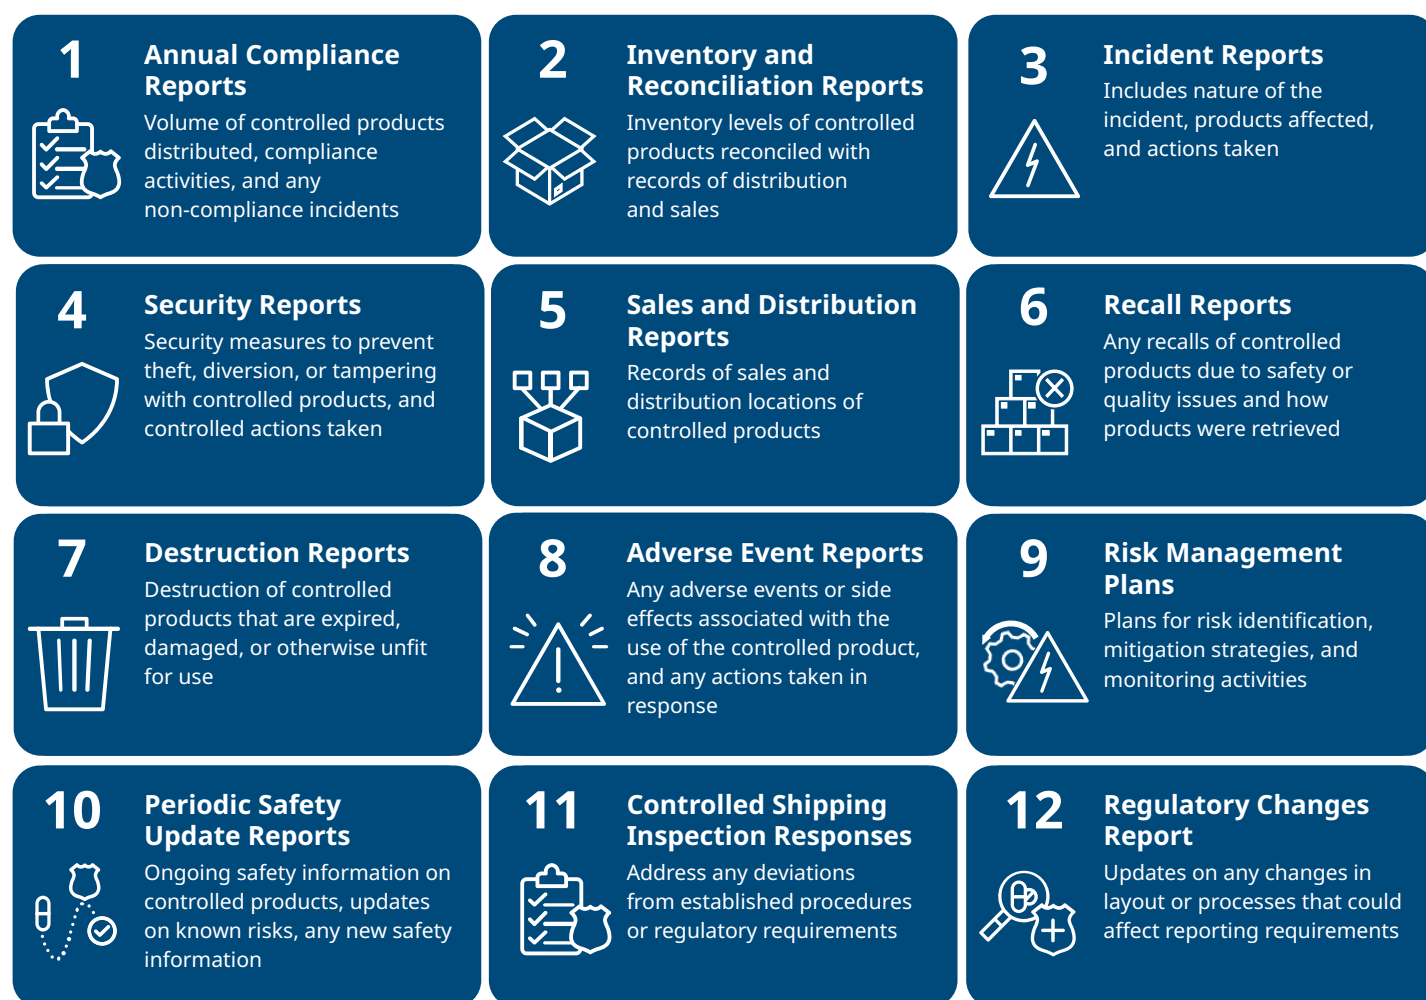 1
Annual Compliance
Reports
Volume of controlled products
distributed, compliance
activities, and any
non-compliance incidents
2
Inventory and
Reconciliation Reports
Inventory levels of controlled
products reconciled with
records of distribution
and sales
3
Incident Reports
Includes nature of the
incident, products affected,
and actions taken
4
Security Reports
Security measures to prevent
theft, diversion, or tampering
with controlled products, and
controlled actions taken
5
Sales and Distribution
Reports
Records of sales and
distribution locations of
controlled products
6
Recall Reports
Any recalls of controlled
products due to safety or
quality issues and how
products were retrieved
7
Destruction Reports
Destruction of controlled
products that are expired,
damaged, or otherwise unfit
for use
8
Adverse Event Reports
Any adverse events or side
effects associated with the
use of the controlled product,
and any actions taken in
response
9
Risk Management
Plans
Plans for risk identification,
mitigation strategies, and
monitoring activities
10
Periodic Safety
Update Reports
Ongoing safety information on
controlled products, updates
on known risks, any new safety
information
11
Controlled Shipping
Inspection Responses
Address any deviations
from established procedures
or regulatory requirements
12
Regulatory Changes
Report
Updates on any changes in
layout or processes that could
affect reporting requirements